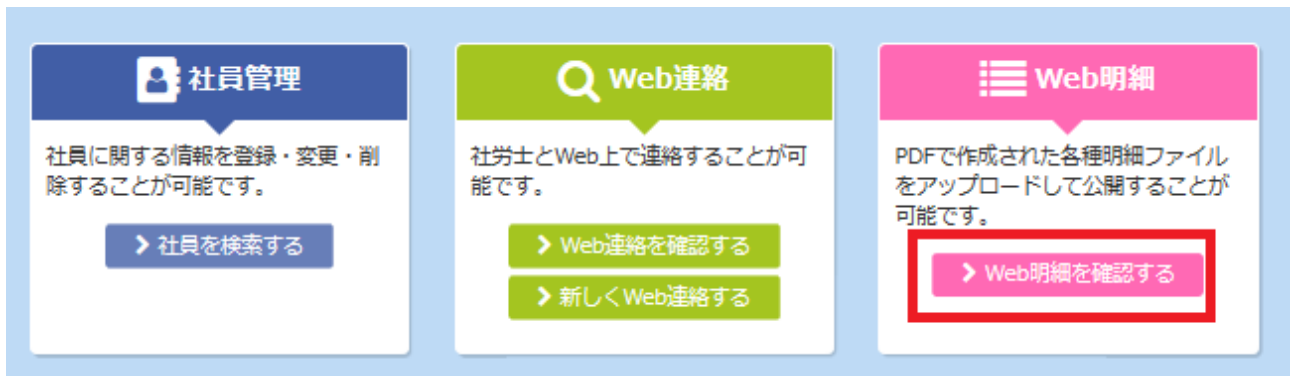 社員管理
社員に関する情報を登録・変更・削
除することが可能です。
社員を検索する
Web連絡
社労士とWeb上で連絡することが可
能です。
Web連絡を確認する
新しくWeb連絡する
Web明細
PDFで作成された各種明細ファイル
をアップロードして公開することが
可能です。
Web明細を確認する